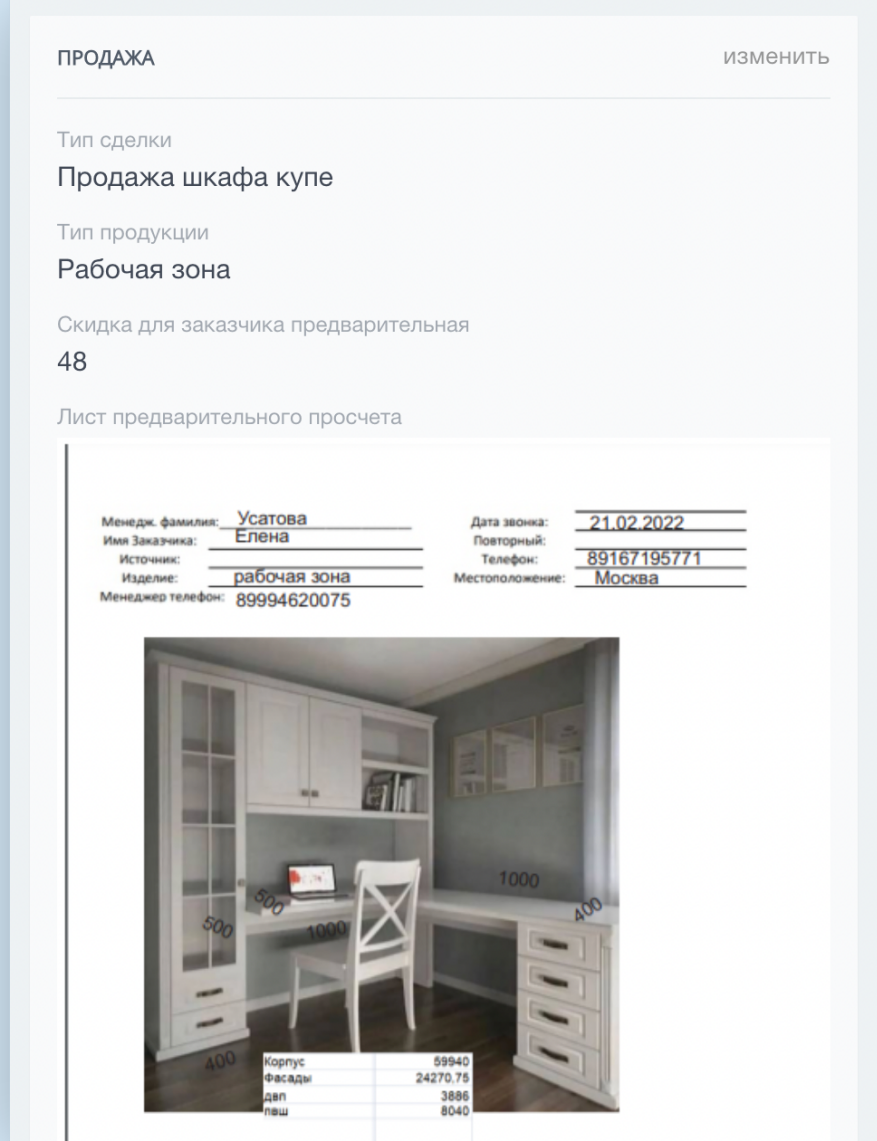 ПРОДАЖА изменить
Тип сделки
Продажа шкафа купе
Тип продукции
Рабочая зона
Скидка для заказчика предварительная
48
Лист предварительного просчета
Менедж. фамилия: Усатова
Имя Заказчика: Елена
Источник:
Изделие: рабочая зона
Менеджер телефон: 89994620075
Дата звонка: 21.02.2022
Повторный:
Телефон: 89167195771
Местоположение: Москва
1000
500
400
500
1000
400
Корпус 59940
Фасады 24270.75
двп 3886
пвш 8040